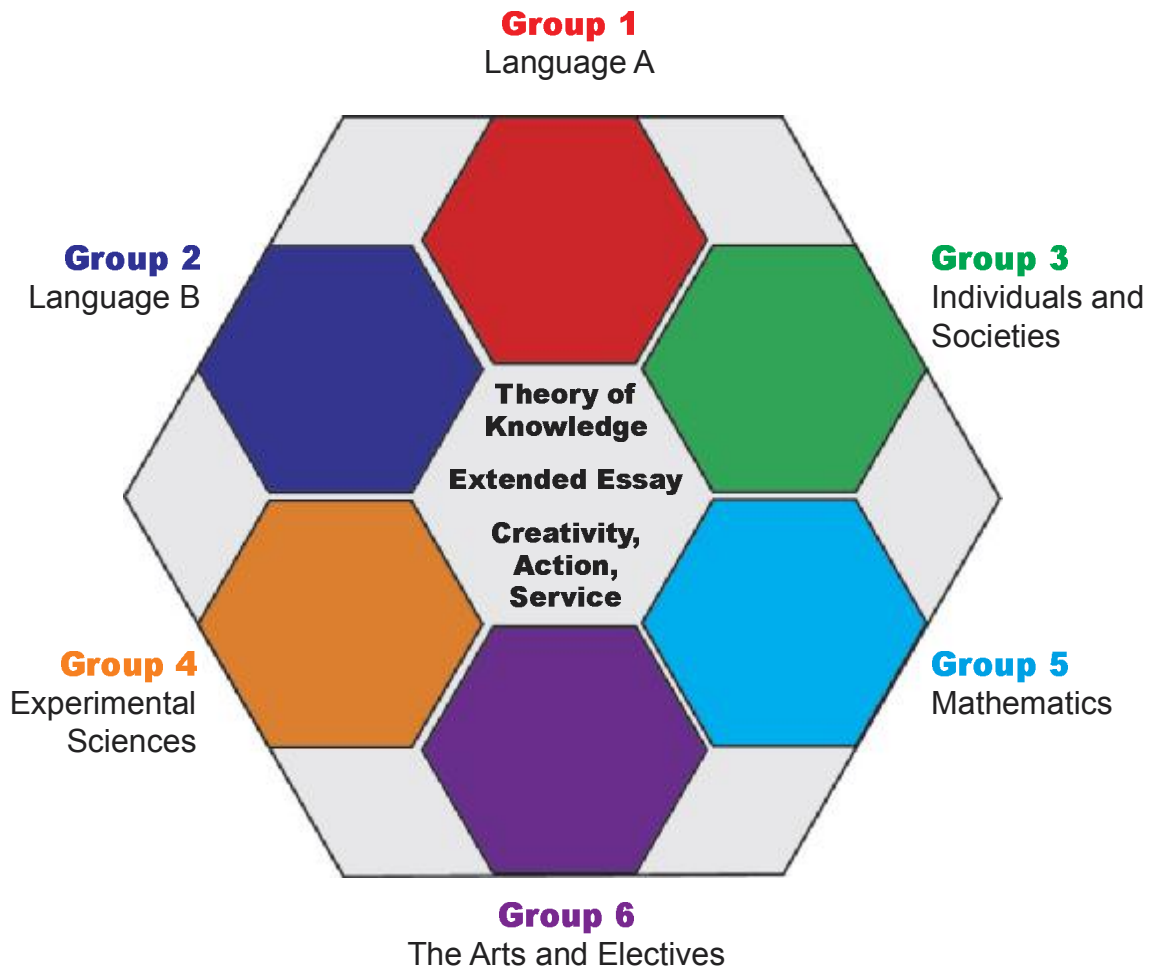 Group 1
Language A
Group 2
Language B
Group 3
Individuals and
Societies
Theory of
Knowledge
Extended Essay
Creativity,
Action,
Service
Group 4
Experimental
Sciences
Group 5
Mathematics
Group 6
The Arts and Electives